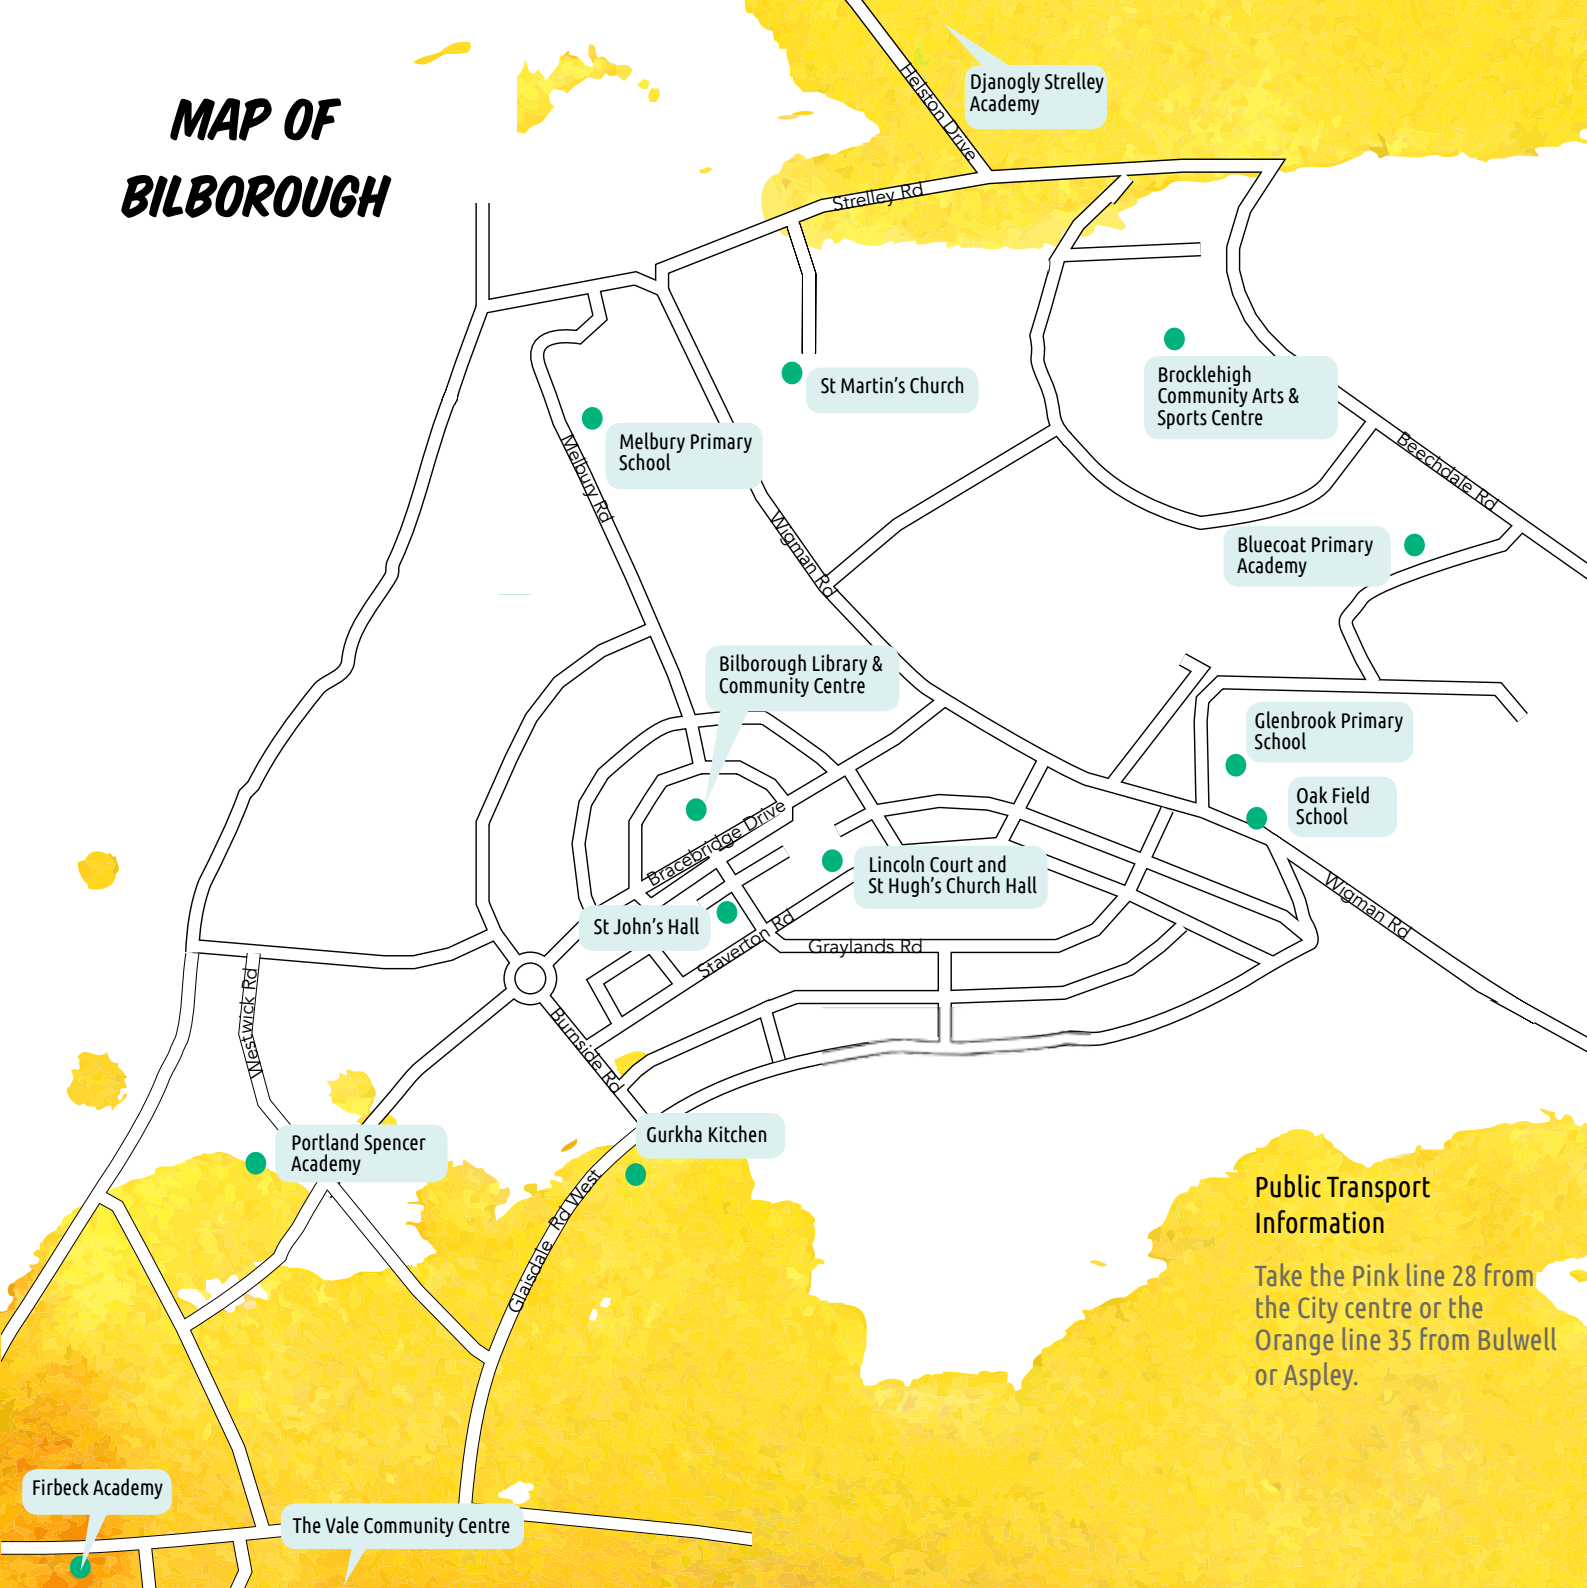 MAP OF
BILBOROUGH
Djanogly Strelley
Academy
Helston Drive
Strelley Rd
St Martin's Church
Brocklehigh
Community Arts &
Sports Centre
Melbury Primary
School
Melbury Rd
Beechdale Rd
Wigman Rd
Bluecoat Primary
Academy
Bilborough Library &
Community Centre
Glenbrook Primary
School
Oak Field
School
Bracebridge Drive
Lincoln Court and
St Hugh's Church Hall
Wigman Rd
St John's Hall
Staverton Rd
Graylands Rd
Westwick Rd
Burnside Rd
Gurkha Kitchen
Portland Spencer
Academy
Glaisdale Rd West
Public Transport
Information
Take the Pink line 28 from
the City centre or the
Orange line 35 from Bulwell
or Aspley.
Firbeck Academy
The Vale Community Centre